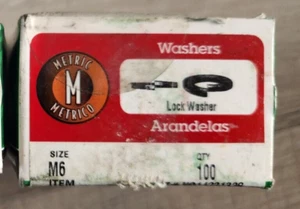 Washers
METRIC
M
METRICO
Lock Washer
Arandelas
SIZE
QTY
M6
100
ITEM